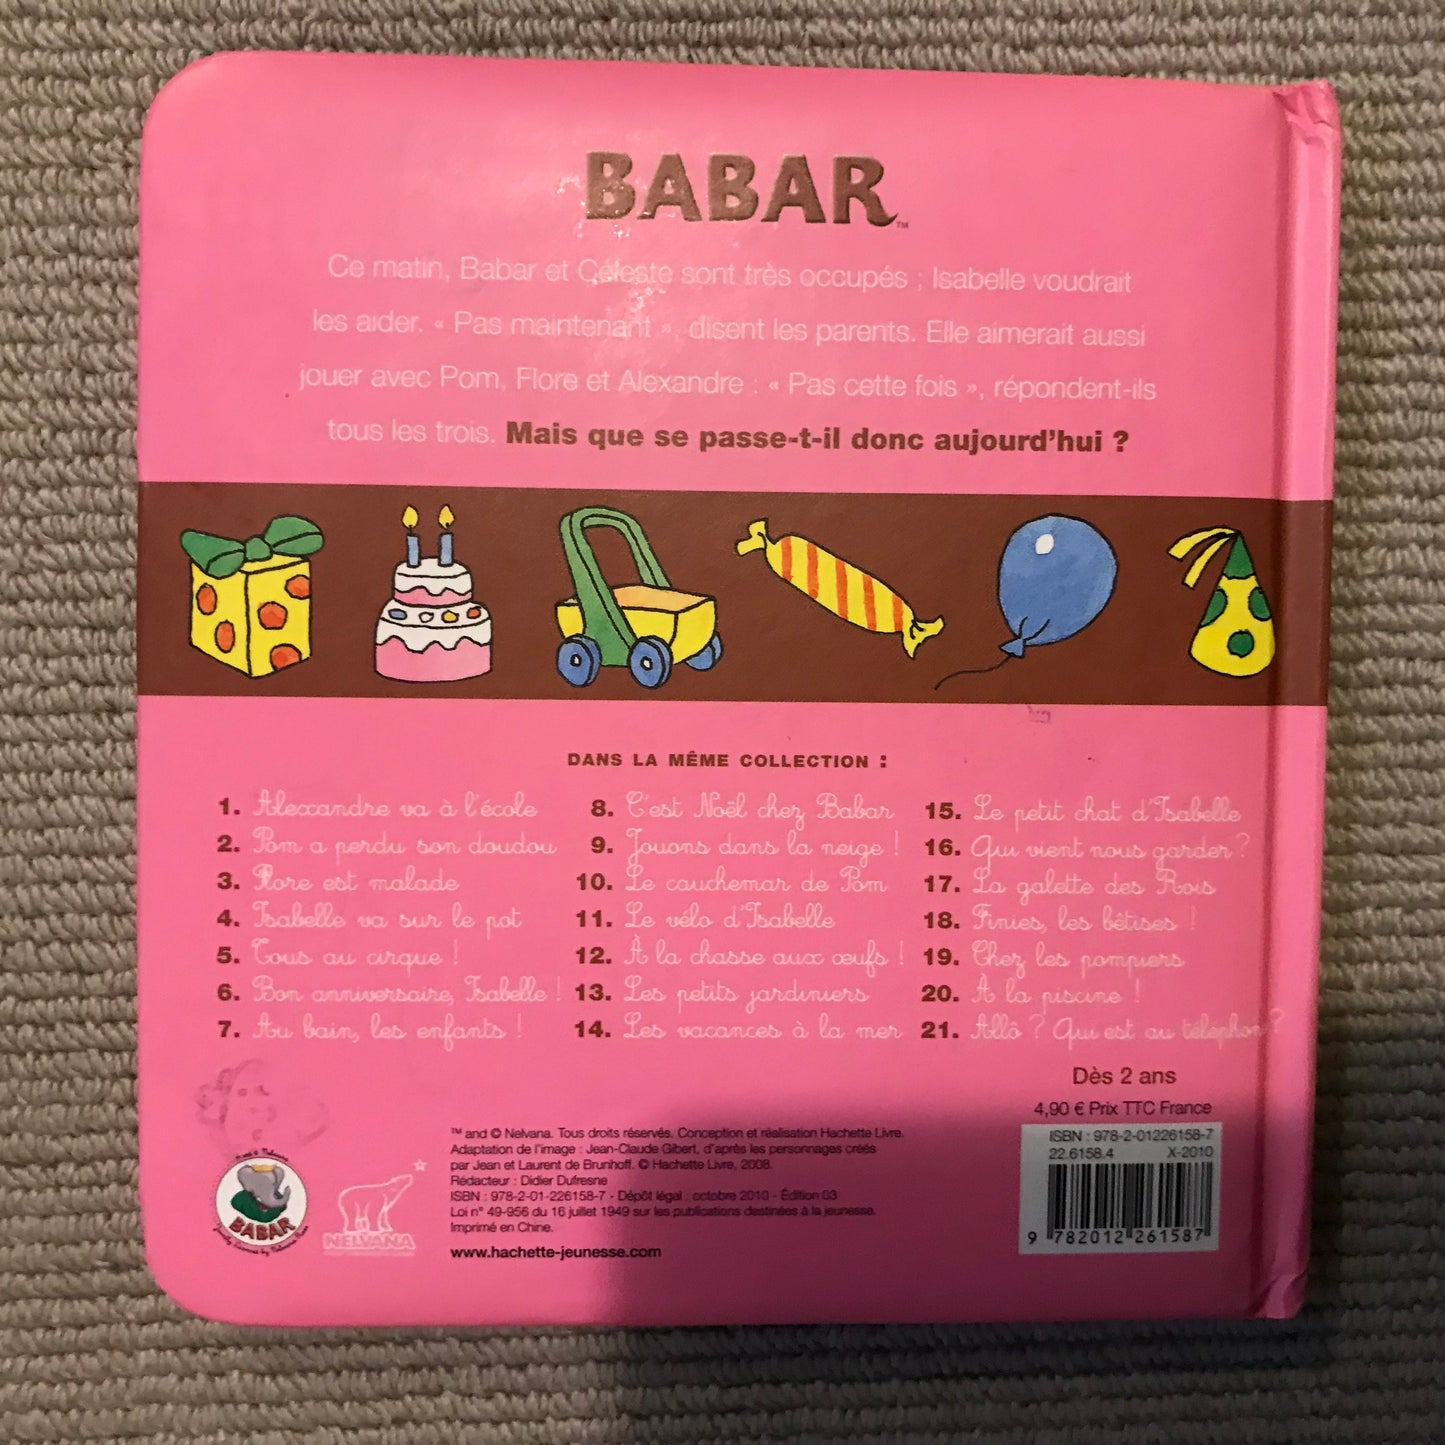 BABAR™
Ce matin, Babar et Céleste sont très occupés ; Isabelle voudrait
les aider. « Pas maintenant », disent les parents. Elle aimerait aussi
jouer avec Pom, Flore et Alexandre : « Pas cette fois », répondent-ils
tous les trois. Mais que se passe-t-il donc aujourd'hui ?
DANS LA MÊME COLLECTION :
1. Alexandre va à l'école
2. Pom a perdu son doudou
3. Flore est malade
4. Isabelle va sur le pot
5. Tous au cirque !
6. Bon anniversaire, Isabelle !
7. Au bain, les enfants !
8. C'est Noël chez Babar
9. Jouons dans la neige !
10. Le cauchemar de Pom
11. Le vélo d'Isabelle
12. À la chasse aux œufs !
13. Les petits jardiniers
14. Les vacances à la mer
15. Le petit chat d'Isabelle
16. Qui vient nous garder ?
17. La galette des Rois
18. Finies, les bêtises !
19. Chez les pompiers
20. À la piscine !
21. Allô ? Qui est au téléphone ?
Dès 2 ans
4,90 € Prix TTC France
ISBN : 978-2-01226158-7
22.6158.4 X-2010
9 782012 261587
™ and © Nelvana. Tous droits réservés. Conception et réalisation Hachette Livre.
Adaptation de l'image : Jean-Claude Gibert, d'après les personnages créés
par Jean et Laurent de Brunhoff. © Hachette Livre, 2008.
Rédacteur : Didier Dufresne
ISBN : 978-2-01-226158-7 - Dépôt légal : octobre 2010 - Édition 03
Loi n° 49-956 du 16 juillet 1949 sur les publications destinées à la jeunesse.
Imprimé en Chine.
www.hachette-jeunesse.com
BABAR
NELVANA